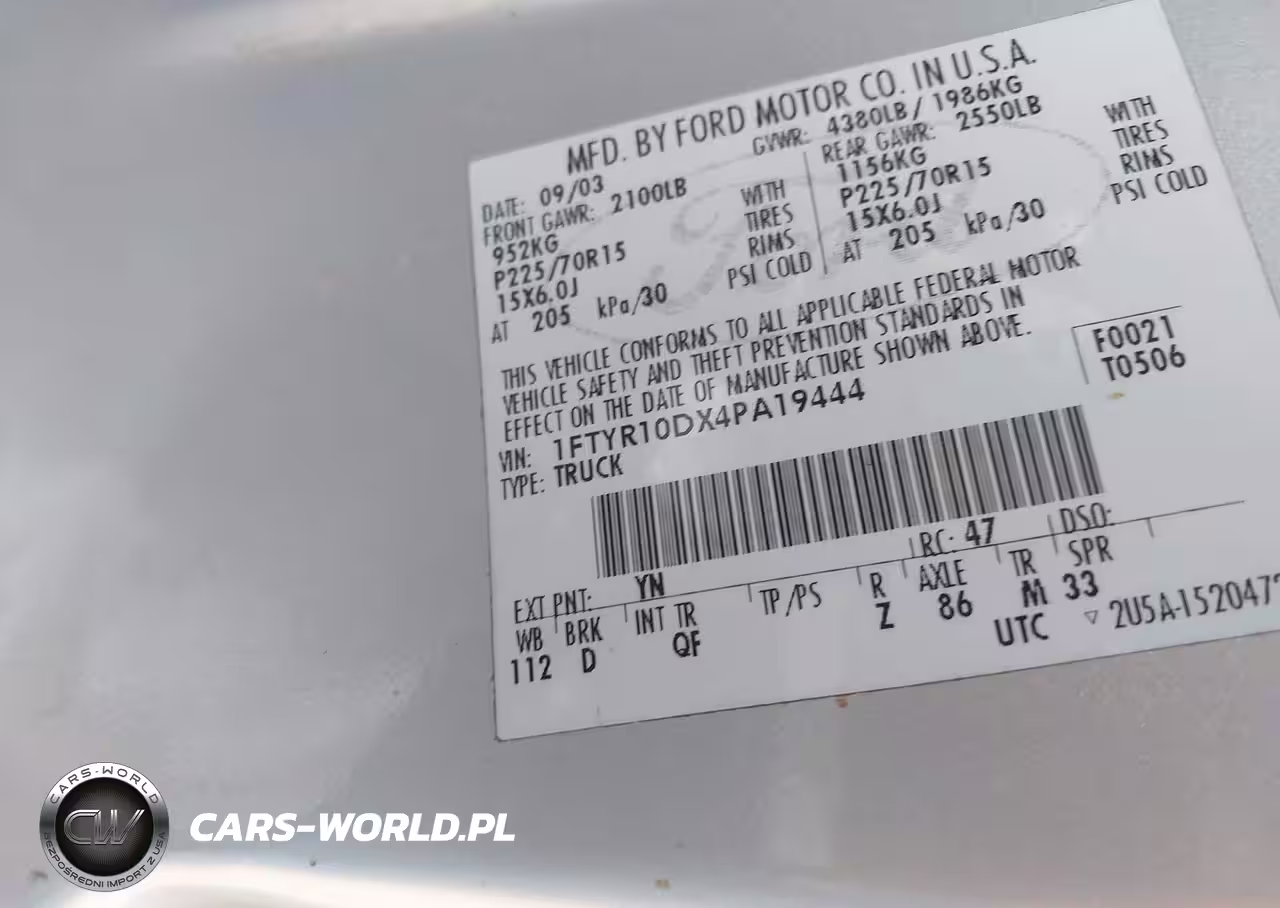 MFD. BY FORD MOTOR CO. IN U.S.A.
DATE: 09/03 GVWR: 4380LB / 1986KG
FRONT GAWR: 2100LB REAR GAWR: 2550LB
952KG WITH 1156KG WITH
P225/70R15 TIRES P225/70R15 TIRES
15X6.0J RIMS 15X6.0J RIMS
AT 205 kPa/30 PSI COLD AT 205 kPa/30 PSI COLD
THIS VEHICLE CONFORMS TO ALL APPLICABLE FEDERAL MOTOR
VEHICLE SAFETY AND THEFT PREVENTION STANDARDS IN
EFFECT ON THE DATE OF MANUFACTURE SHOWN ABOVE.
VIN: 1FTYR10DX4PA19444 F0021
TYPE: TRUCK T0506
EXT PNT: YN RC: 47 DSO:
WB BRK INT TR TP/PS R AXLE TR SPR
112 D QF Z 86 M 33
UTC ▽ 2U5A-1520472
CARS-WORLD
CW
BEZPOŚREDNI IMPORT Z USA
CARS-WORLD.PL